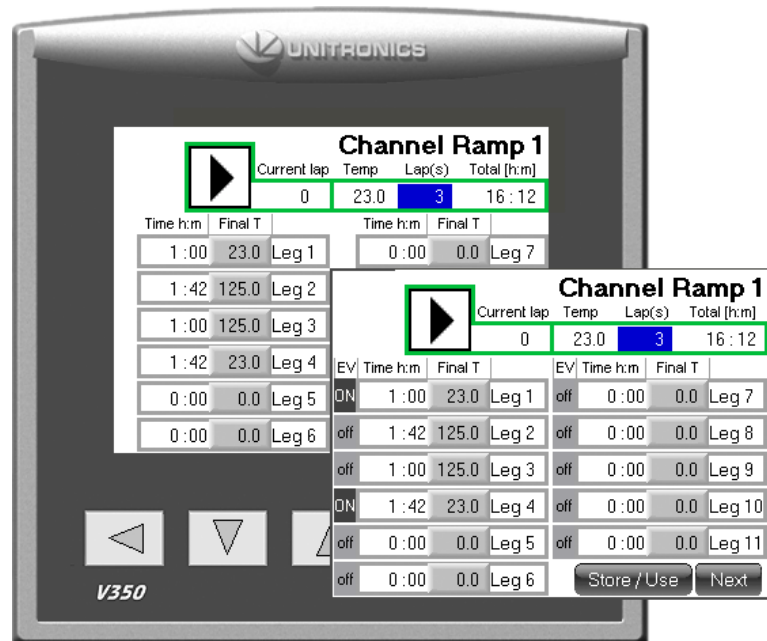 UNITRONICS
Channel Ramp 1
Current lap Temp Lap(s) Total [h:m]
0 23.0 3 16:12
Time h:m Final T Time h:m Final T
1:00 23.0 Leg 1 0:00 0.0 Leg 7
1:42 125.0 Leg 2
1:00 125.0 Leg 3
1:42 23.0 Leg 4
0:00 0.0 Leg 5
0:00 0.0 Leg 6
Channel Ramp 1
Current lap Temp Lap(s) Total [h:m]
0 23.0 3 16:12
EV Time h:m Final T EV Time h:m Final T
ON 1:00 23.0 Leg 1 off 0:00 0.0 Leg 7
off 1:42 125.0 Leg 2 off 0:00 0.0 Leg 8
off 1:00 125.0 Leg 3 off 0:00 0.0 Leg 9
ON 1:42 23.0 Leg 4 off 0:00 0.0 Leg 10
off 0:00 0.0 Leg 5 off 0:00 0.0 Leg 11
off 0:00 0.0 Leg 6 Store / Use Next
V350